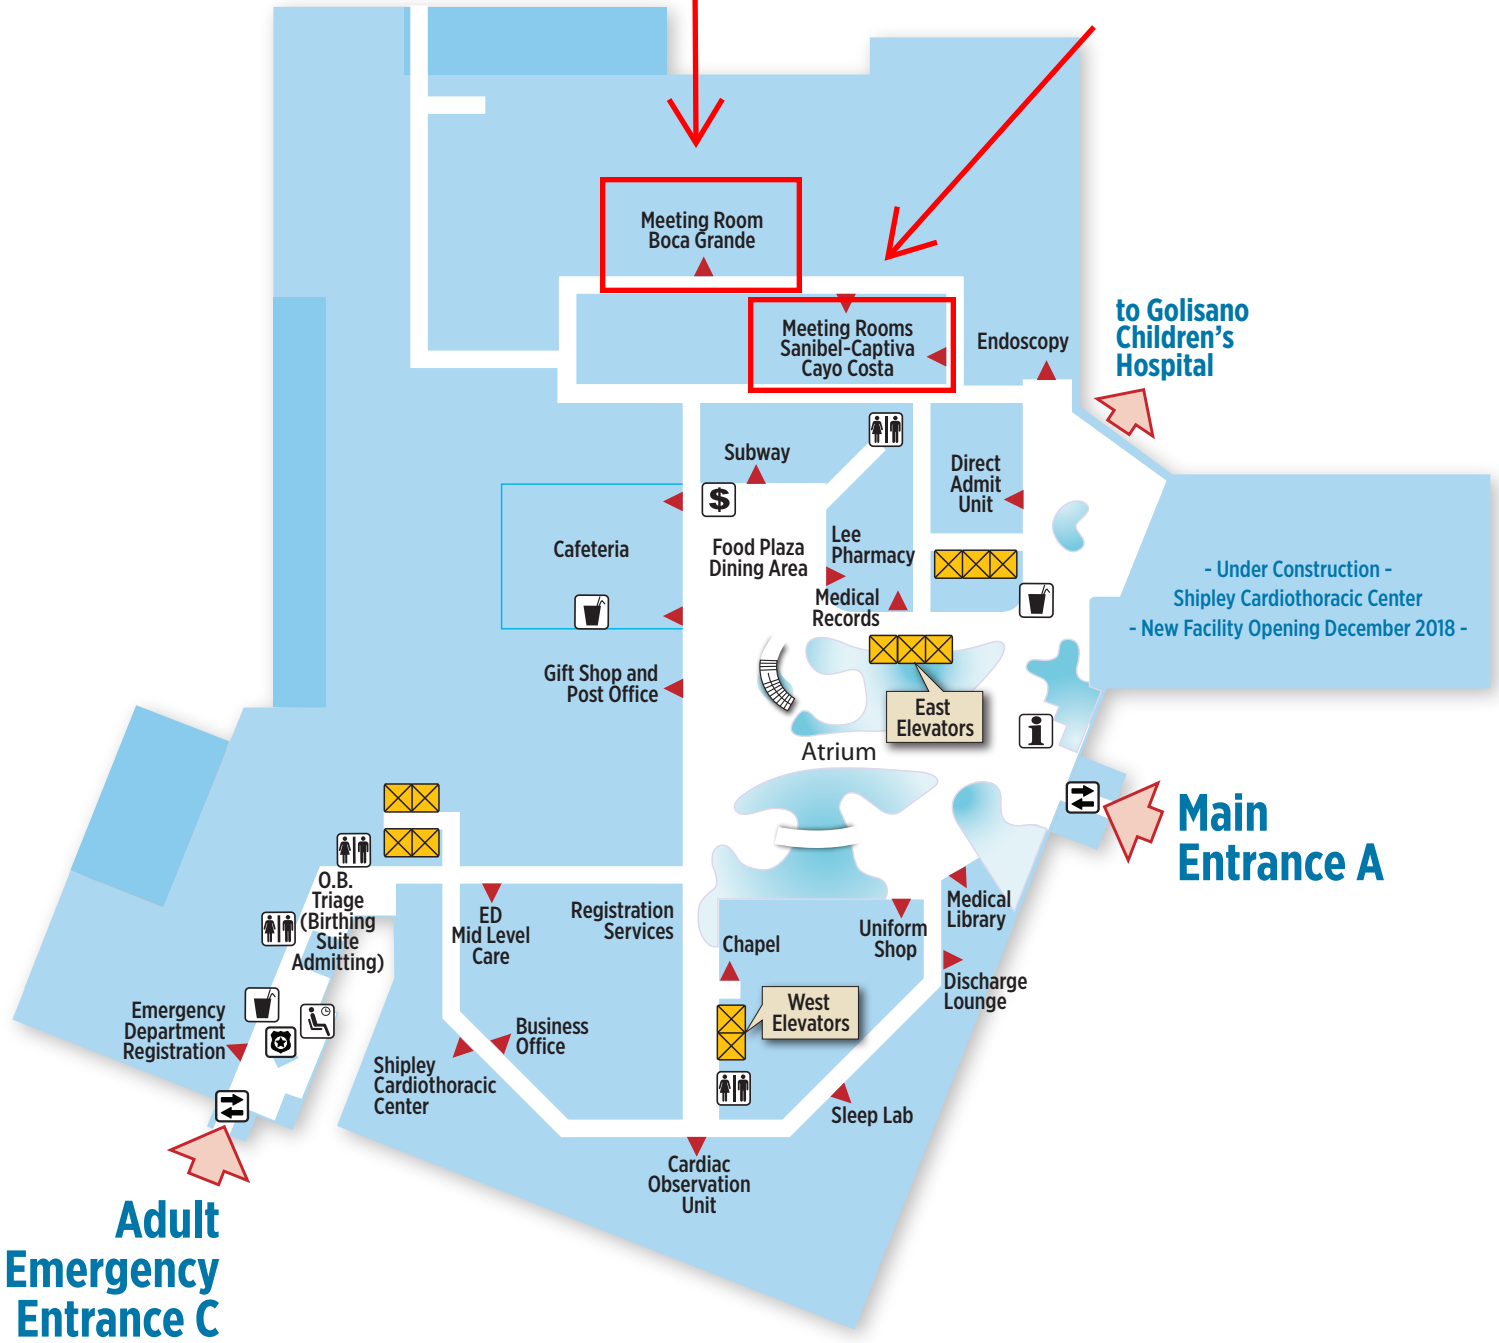 Meeting Room
Boca Grande
Meeting Rooms
Sanibel-Captiva
Cayo Costa
Endoscopy
to Golisano
Children's
Hospital
Subway
Direct
Admit
Unit
$
Cafeteria
Food Plaza
Dining Area
Lee
Pharmacy
Medical
Records
- Under Construction -
Shipley Cardiothoracic Center
- New Facility Opening December 2018 -
Gift Shop and
Post Office
East
Elevators
i
Atrium
Main
Entrance A
O.B.
Triage
(Birthing
Suite
Admitting)
ED
Mid Level
Care
Registration
Services
Chapel
Uniform
Shop
Medical
Library
Discharge
Lounge
West
Elevators
Emergency
Department
Registration
Business
Office
Shipley
Cardiothoracic
Center
Sleep Lab
Cardiac
Observation
Unit
Adult
Emergency
Entrance C